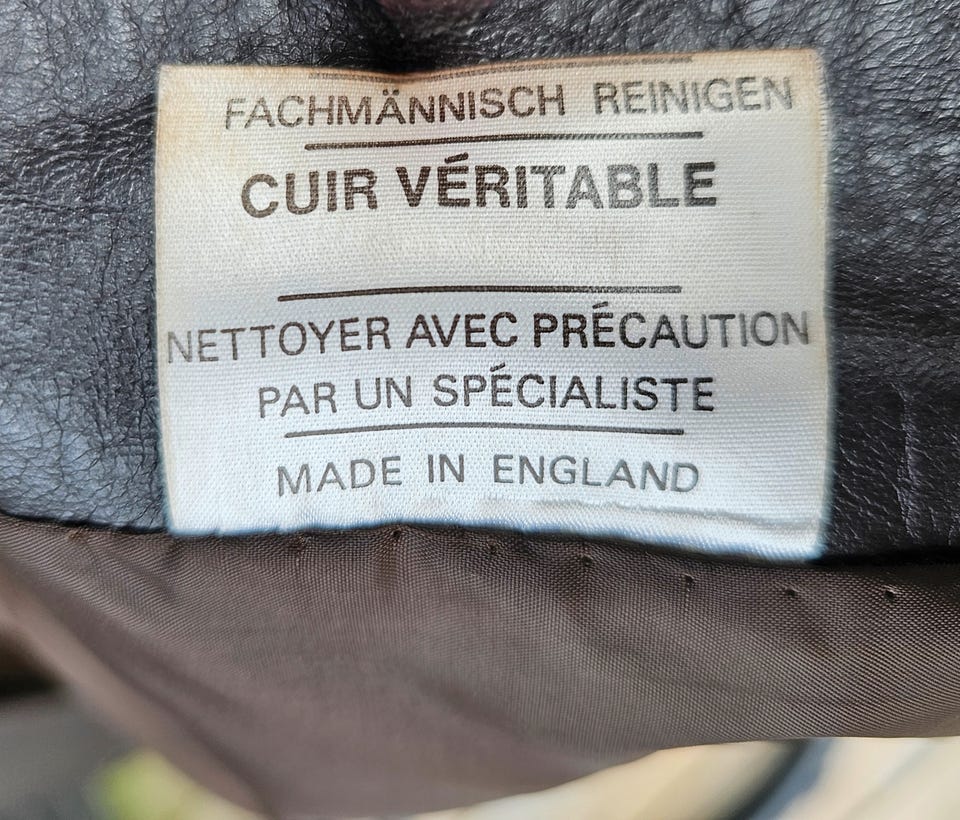 FACHMÄNNISCH REINIGEN
CUIR VÉRITABLE
NETTOYER AVEC PRÉCAUTION
PAR UN SPÉCIALISTE
MADE IN ENGLAND